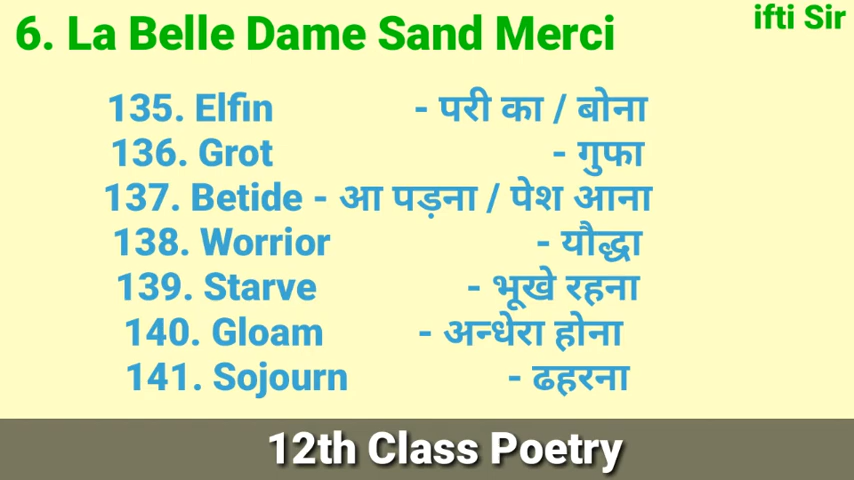 6. La Belle Dame Sand Merci
ifti Sir
135. Elfin - परी का / बोना
136. Grot - गुफा
137. Betide - आ पड़ना / पेश आना
138. Worrior - यौद्धा
139. Starve - भूखे रहना
140. Gloam - अन्धेरा होना
141. Sojourn - ढहरना
12th Class Poetry